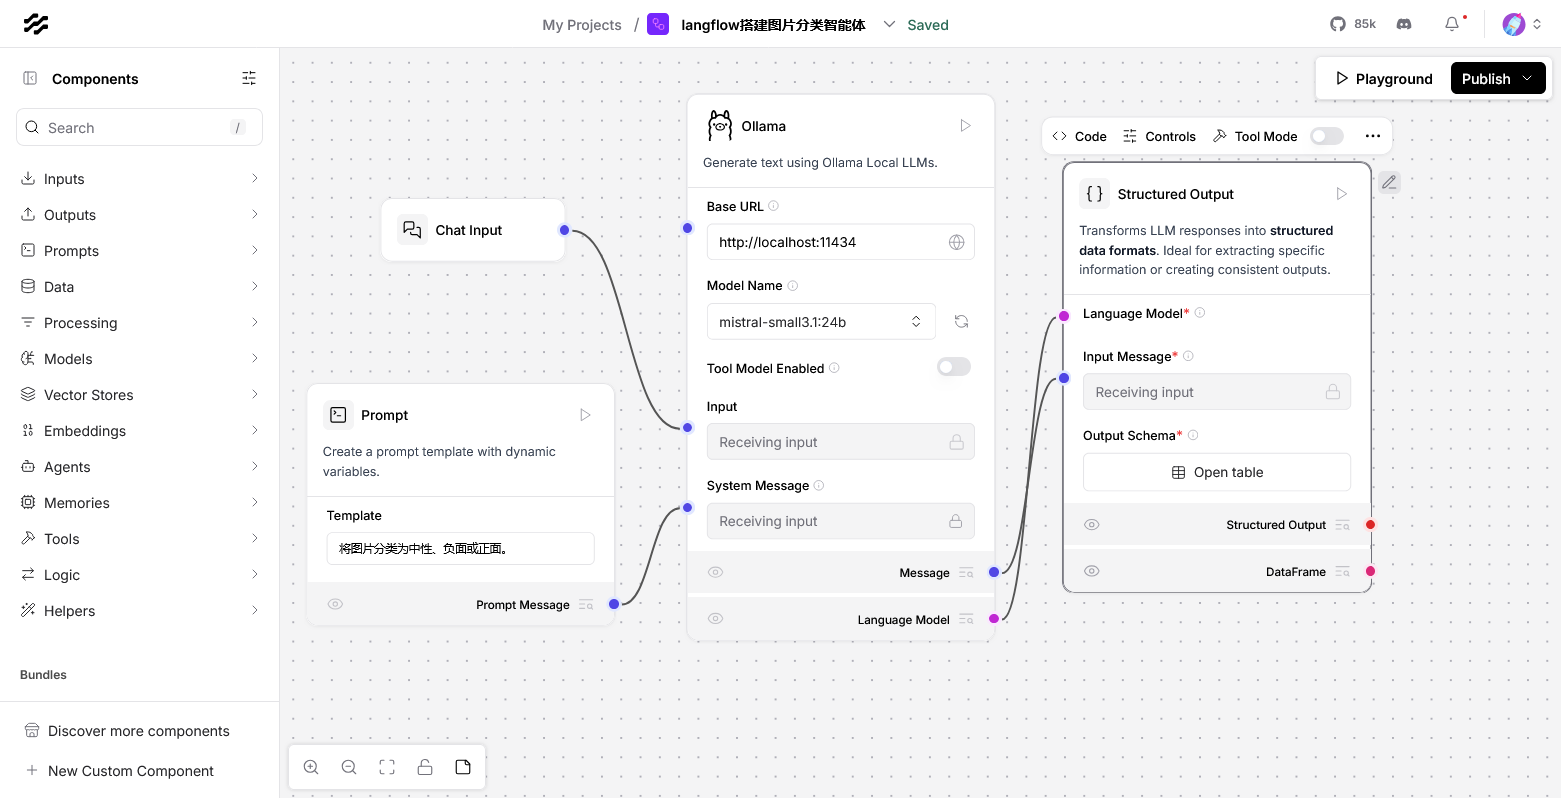 My Projects / langflow搭建图片分类智能体 Saved
85k
Components
Search /
Inputs
Outputs
Prompts
Data
Processing
Models
Vector Stores
Embeddings
Agents
Memories
Tools
Logic
Helpers
Bundles
Discover more components
New Custom Component
Playground
Publish
Chat Input
Prompt
Create a prompt template with dynamic
variables.
Template
将图片分类为中性、负面或正面。
Prompt Message
Ollama
Generate text using Ollama Local LLMs.
Base URL
http://localhost:11434
Model Name
mistral-small3.1:24b
Tool Model Enabled
Input
Receiving input
System Message
Receiving input
Message
Language Model
Code Controls Tool Mode
Structured Output
Transforms LLM responses into structured
data formats. Ideal for extracting specific
information or creating consistent outputs.
Language Model*
Input Message*
Receiving input
Output Schema*
Open table
Structured Output
DataFrame